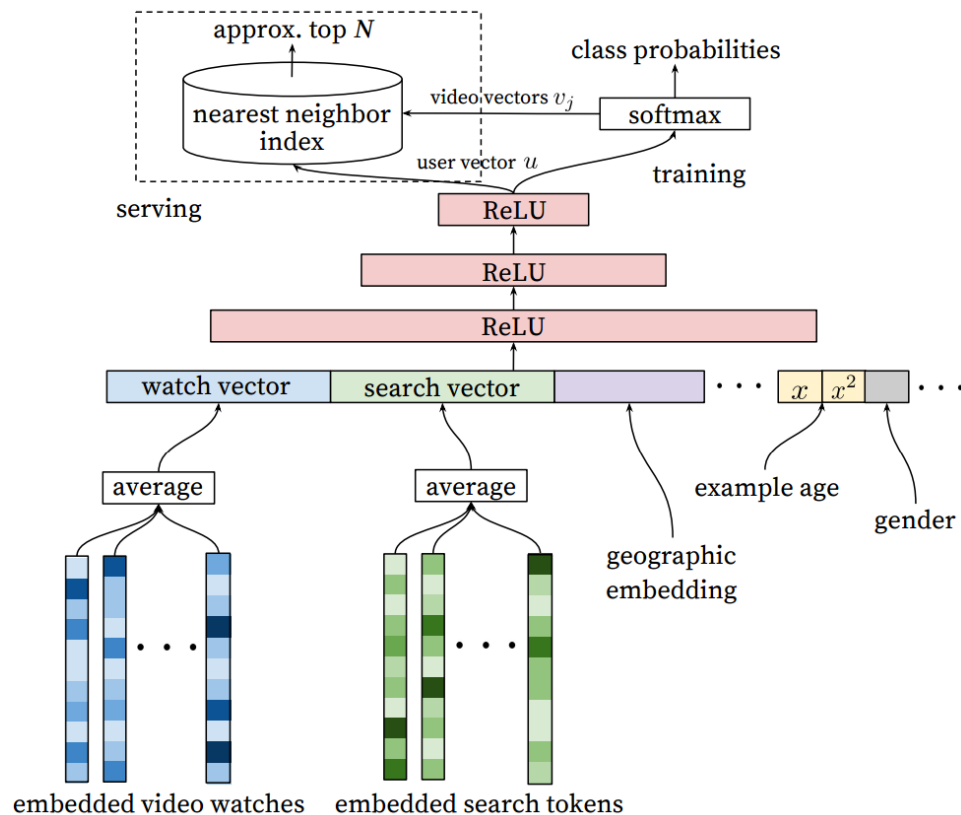 approx. top N
class probabilities
nearest neighbor
index
video vectors v_j
softmax
user vector u
training
serving
ReLU
ReLU
ReLU
watch vector
search vector
x
x²
average
average
example age
gender
geographic
embedding
embedded video watches
embedded search tokens